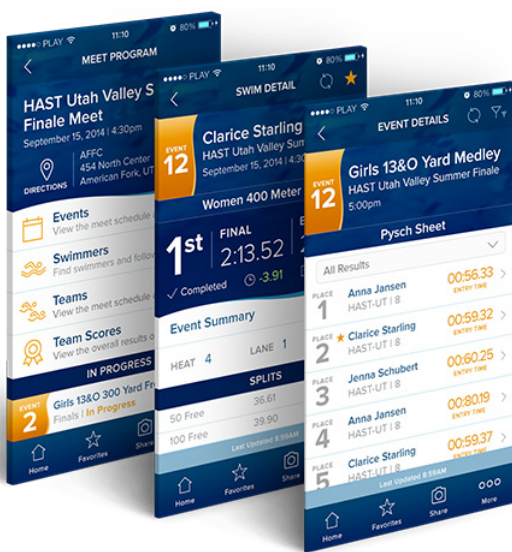 PLAY
11:10
80%
MEET PROGRAM
HAST Utah Valley S
Finale Meet
September 15, 2014 | 4:30pm
DIRECTIONS
AFFC
454 North Center
American Fork, UT
Events
View the meet schedule
Swimmers
Find swimmers and follow
Teams
View the meet schedule
Team Scores
View the overall results o
IN PROGRESS
EVENT
2
Girls 13&O 300 Yard Fr
Finals | In Progress
Home
Favorites
Share
PLAY
11:10
80%
SWIM DETAIL
EVENT
12
Clarice Starling
HAST Utah Valley Sum
September 15, 2014 | 4:30
Women 400 Meter
1st
FINAL
2:13.52
Completed
-3.91
Event Summary
HEAT 4
LANE 1
SPLITS
50 Free
36.61
100 Free
39.90
Last Updated 8:59AM
Home
Favorites
Share
PLAY
11:10
80%
EVENT DETAILS
EVENT
12
Girls 13&O Yard Medley
HAST Utah Valley Summer Finale
5:00pm
Pysch Sheet
All Results
PLACE
1
Anna Jansen
HAST-UT | 8
00:56.33
ENTRY TIME
PLACE
2
Clarice Starling
HAST-UT | 8
00:59.32
ENTRY TIME
PLACE
3
Jenna Schubert
HAST-UT | 8
00:60.25
ENTRY TIME
PLACE
4
Anna Jansen
HAST-UT | 8
00:80.19
ENTRY TIME
PLACE
5
Clarice Starling
HAST-UT | 8
00:59.37
ENTRY TIME
Last Updated 8:59AM
Home
Favorites
Share
More